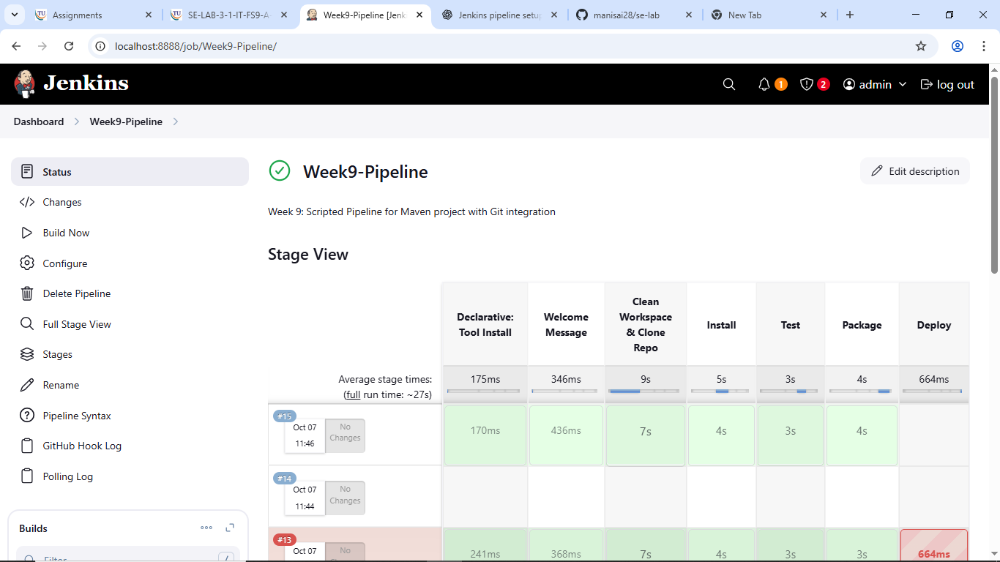 Assignments
SE-LAB-3-1-IT-FS9-A-
Week9-Pipeline [Jenk
Jenkins pipeline setup
manisai28/se-lab
New Tab
localhost:8888/job/Week9-Pipeline/
Jenkins
1
2
admin
log out
Dashboard
Week9-Pipeline
Status
Changes
Build Now
Configure
Delete Pipeline
Full Stage View
Stages
Rename
Pipeline Syntax
GitHub Hook Log
Polling Log
Builds
Filter
/
Week9-Pipeline
Edit description
Week 9: Scripted Pipeline for Maven project with Git integration
Stage View
Declarative:
Tool Install
Welcome
Message
Clean
Workspace
& Clone
Repo
Install
Test
Package
Deploy
Average stage times:
(full run time: ~27s)
175ms
346ms
9s
5s
3s
4s
664ms
#15
Oct 07
11:46
No
Changes
170ms
436ms
7s
4s
3s
4s
#14
Oct 07
11:44
No
Changes
#13
Oct 07
No
241ms
368ms
7s
4s
3s
3s
664ms